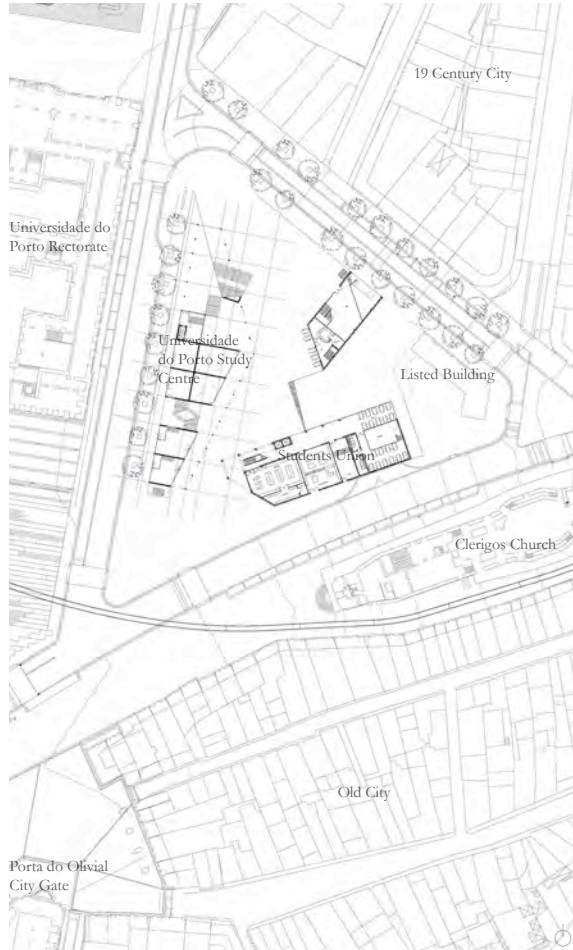 19 Century City
Universidade do
Porto Rectorate
Universidade
do Porto Study
Centre
Listed Building
Students Union
Clerigos Church
Old City
Porta do Olivial
City Gate